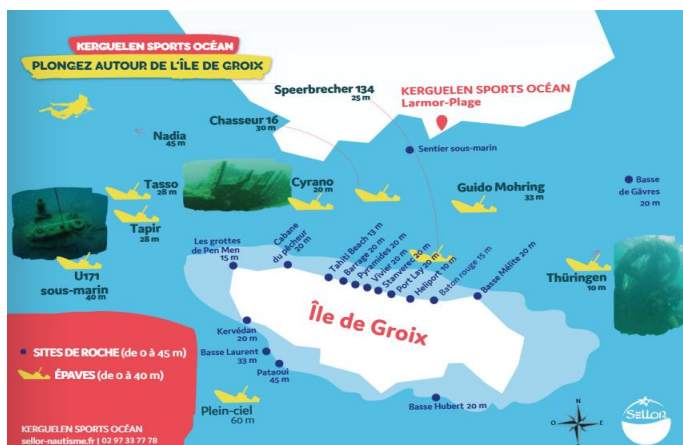 KERGUELEN SPORTS OCÉAN
PLONGEZ AUTOUR DE L'ÎLE DE GROIX
Speerbrecher 134
25 m
KERGUELEN SPORTS OCÉAN
Larmor-Plage
Chasseur 16
30 m
Nadia
45 m
Sentier sous-marin
Tasso
28 m
Cyrano
20 m
Guido Mohring
33 m
Basse
de Gâvres
20 m
Tapir
28 m
Les grottes
de Pen Men
15 m
Cabane
du pêcheur
20 m
Tahiti Beach 13 m
Barrage 20 m
Pyramides 20 m
Vivier 20 m
Stanverec 20 m
Port Lay 20 m
Heliport 10 m
Baton rouge 15 m
Basse Mélite 20 m
U171
sous-marin
40 m
Thüringen
10 m
Île de Groix
Kervédan
20 m
Basse Laurent
33 m
Pataoui
45 m
SITES DE ROCHE (de 0 à 45 m)
ÉPAVES (de 0 à 40 m)
Plein-ciel
60 m
Basse Hubert 20 m
N
O
E
S
SELLOR
KERGUELEN SPORTS OCÉAN
sellor-nautisme.fr | 02 97 33 77 78